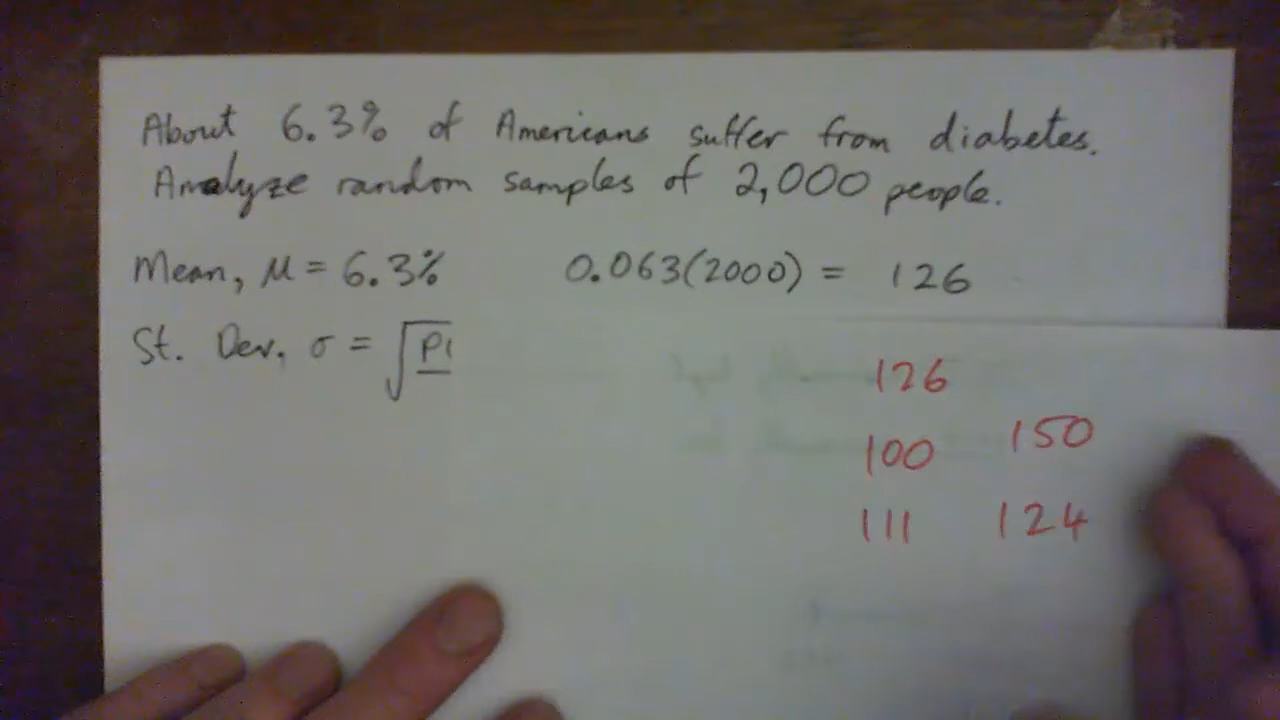 About 6.3% of Americans suffer from diabetes.
Analyze random samples of 2,000 people.
Mean, μ = 6.3% 0.063(2000) = 126
St. Dev, σ = √p
126
100 150
111 124